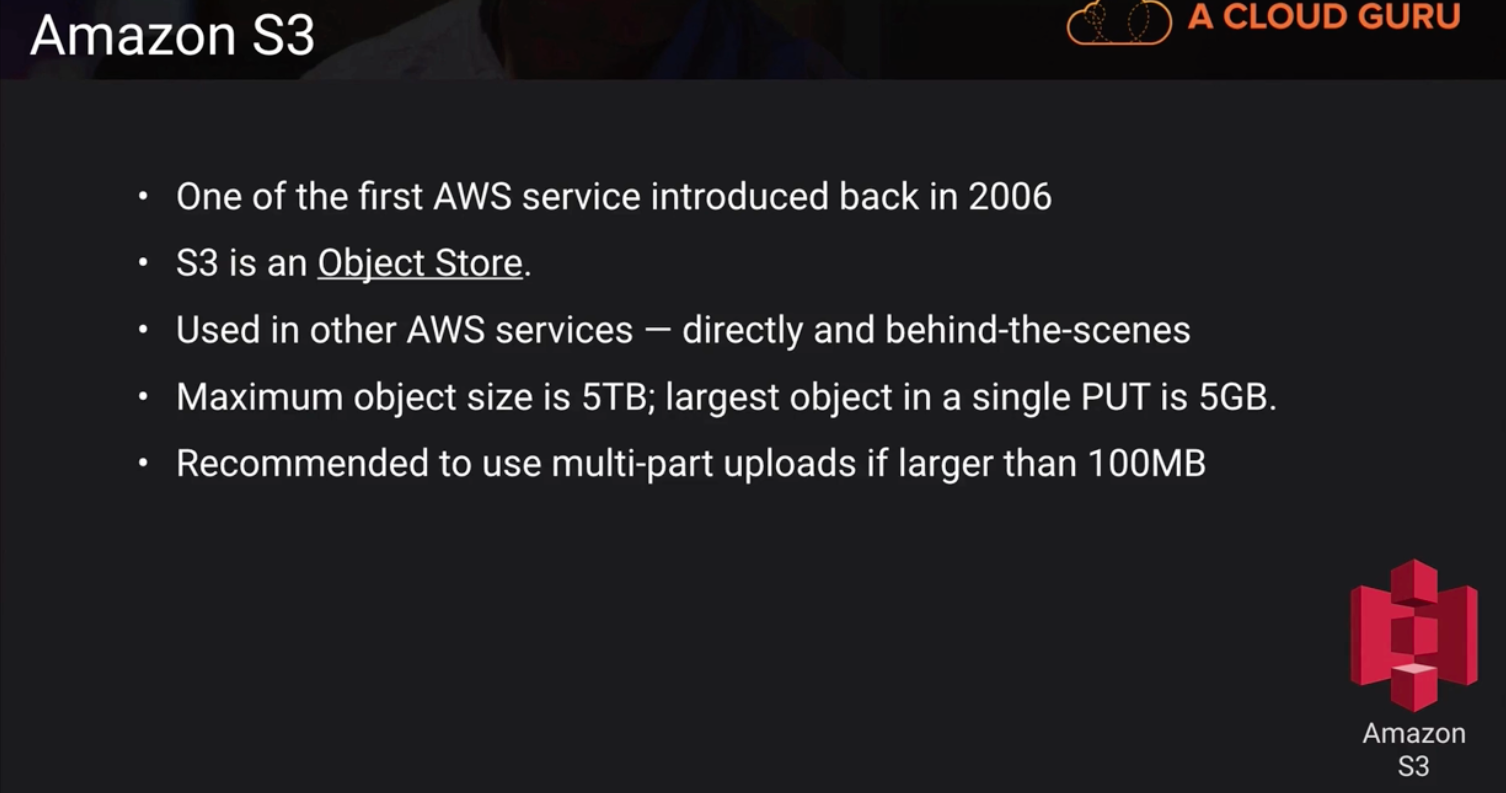 Amazon S3
A CLOUD GURU
• One of the first AWS service introduced back in 2006
• S3 is an Object Store.
• Used in other AWS services — directly and behind-the-scenes
• Maximum object size is 5TB; largest object in a single PUT is 5GB.
• Recommended to use multi-part uploads if larger than 100MB
Amazon
S3